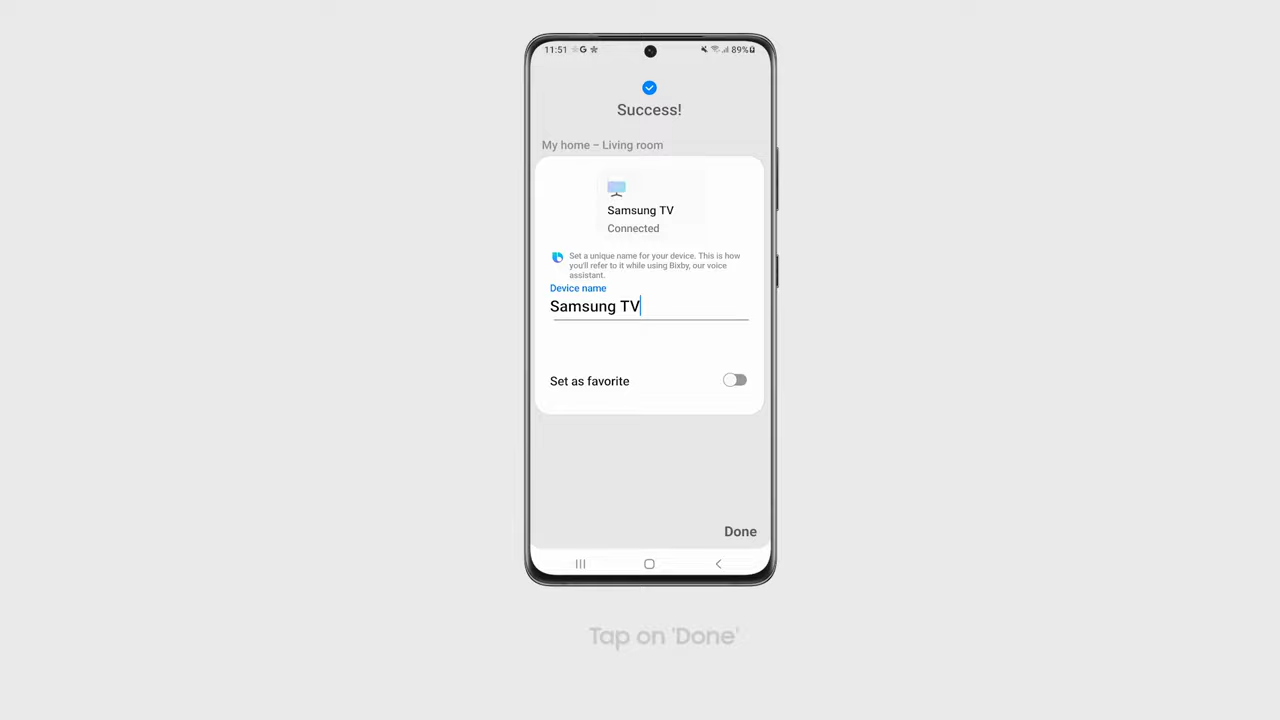 11:51 G 89%
Success!
My home – Living room
Samsung TV
Connected
Set a unique name for your device. This is how
you'll refer to it while using Bixby, our voice
assistant.
Device name
Samsung TV
Set as favorite
Done
Tap on 'Done'